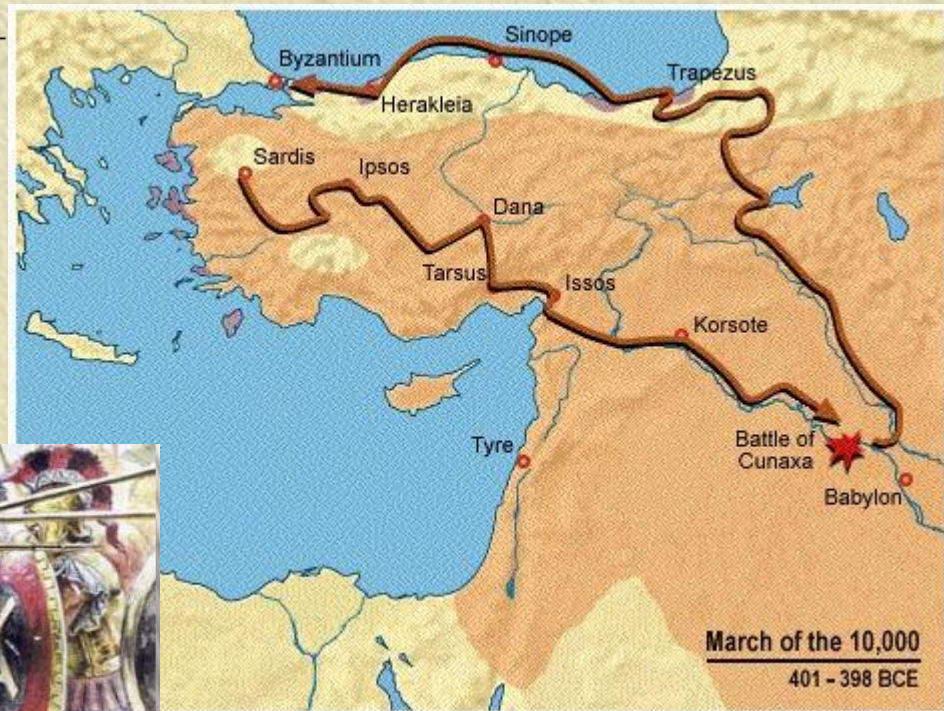 Sinope
Byzantium
Trapezus
Herakleia
Sardis
Ipsos
Dana
Tarsus
Issos
Korsote
Tyre
Battle of
Cunaxa
Babylon
March of the 10,000
401 – 398 BCE